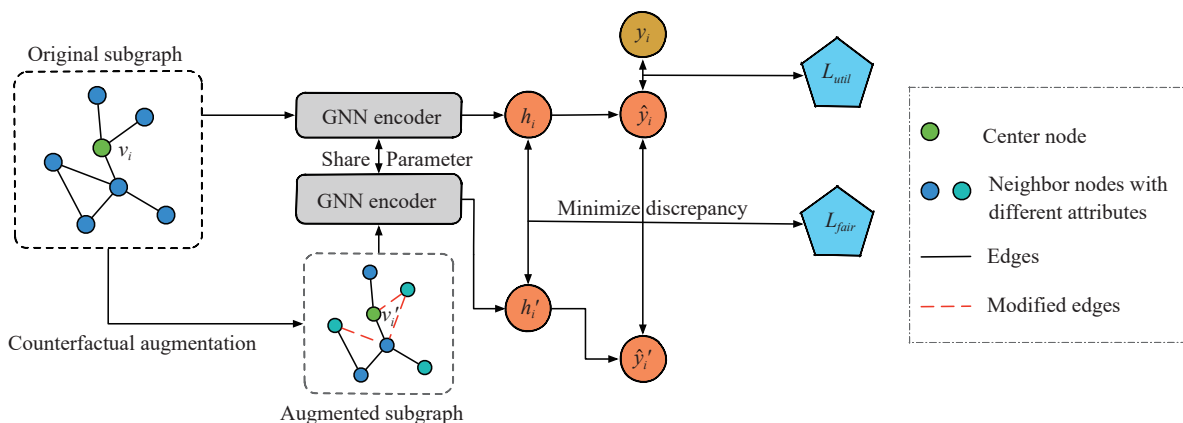 Original subgraph
v_i
Counterfactual augmentation
GNN encoder
Share Parameter
GNN encoder
v_i'
Augmented subgraph
h_i
ŷ_i
y_i
L_util
Minimize discrepancy
L_fair
h_i'
ŷ_i'
Center node
Neighbor nodes with
different attributes
Edges
Modified edges